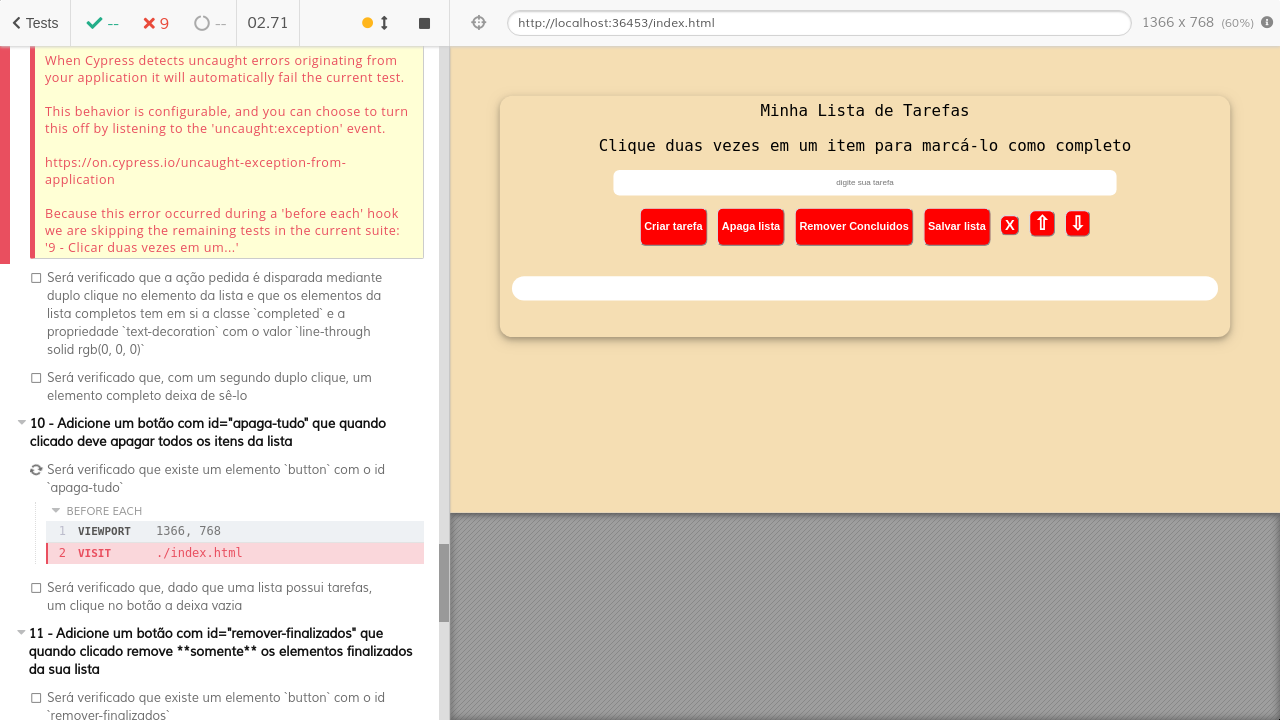 Tests
--
9
--
02.71
http://localhost:36453/index.html
1366 x 768 (60%)
When Cypress detects uncaught errors originating from
your application it will automatically fail the current test.
This behavior is configurable, and you can choose to turn
this off by listening to the 'uncaught:exception' event.
https://on.cypress.io/uncaught-exception-from-
application
Because this error occurred during a 'before each' hook
we are skipping the remaining tests in the current suite:
'9 - Clicar duas vezes em um...'
Será verificado que a ação pedida é disparada mediante
duplo clique no elemento da lista e que os elementos da
lista completos tem em si a classe `completed` e a
propriedade `text-decoration` com o valor `line-through
solid rgb(0, 0, 0)`
Será verificado que, com um segundo duplo clique, um
elemento completo deixa de sê-lo
10 - Adicione um botão com id="apaga-tudo" que quando
clicado deve apagar todos os itens da lista
Será verificado que existe um elemento `button` com o id
`apaga-tudo`
BEFORE EACH
1 VIEWPORT 1366, 768
2 VISIT ./index.html
Será verificado que, dado que uma lista possui tarefas,
um clique no botão a deixa vazia
11 - Adicione um botão com id="remover-finalizados" que
quando clicado remove **somente** os elementos finalizados
da sua lista
Será verificado que existe um elemento `button` com o id
`remover-finalizados`
Minha Lista de Tarefas
Clique duas vezes em um item para marcá-lo como completo
digite sua tarefa
Criar tarefa Apaga lista Remover Concluidos Salvar lista X ⇧ ⇩